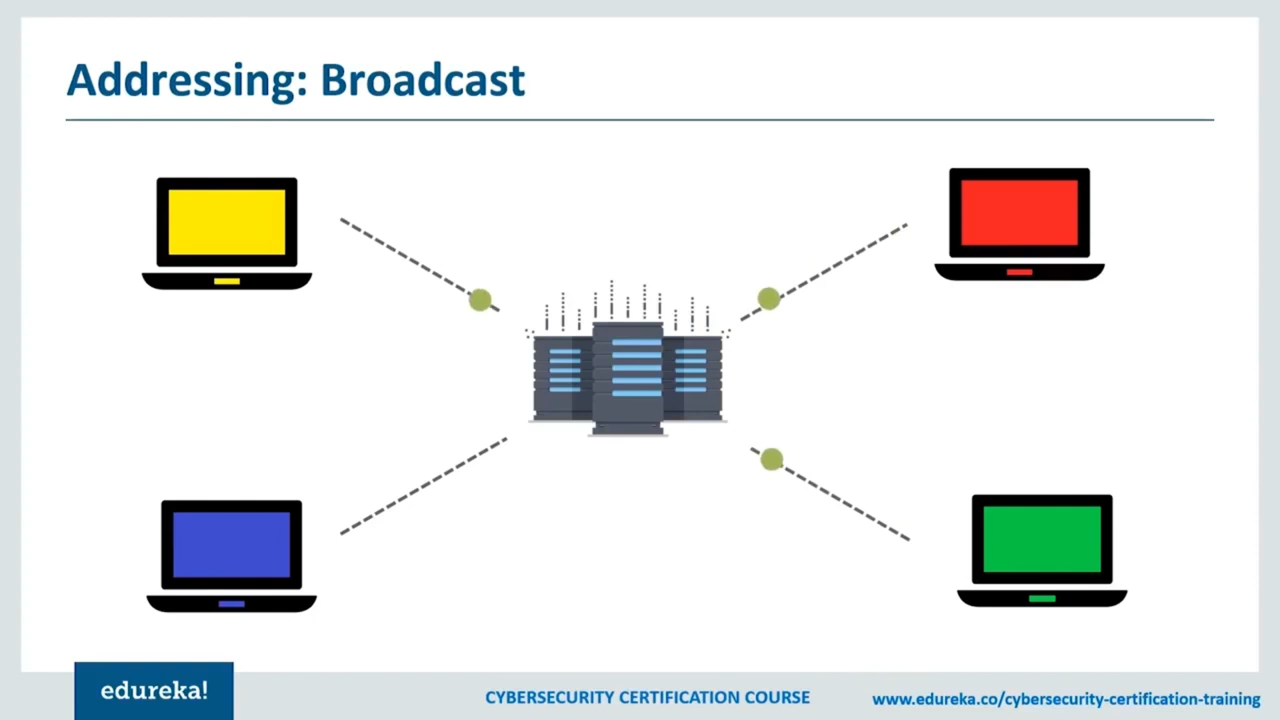 Addressing: Broadcast
edureka!
CYBERSECURITY CERTIFICATION COURSE
www.edureka.co/cybersecurity-certification-training